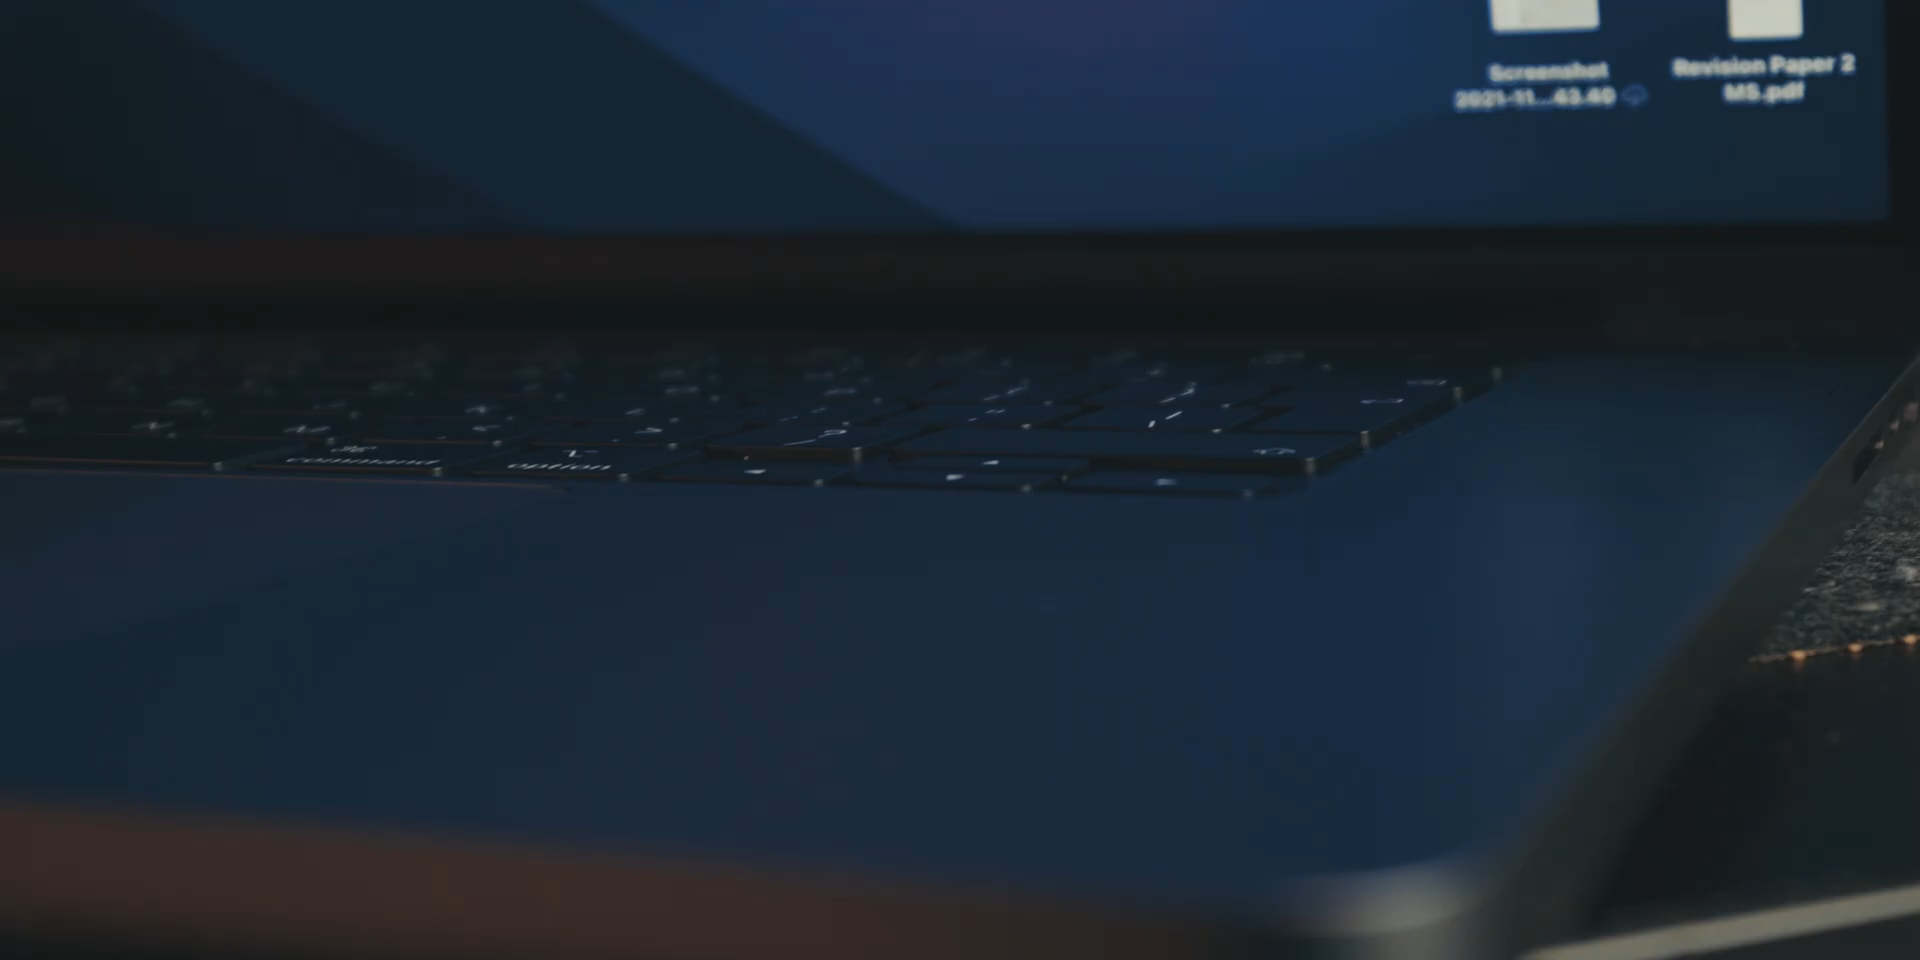 Screenshot
2021-11...43.40
Revision Paper 2
MS.pdf
command
option